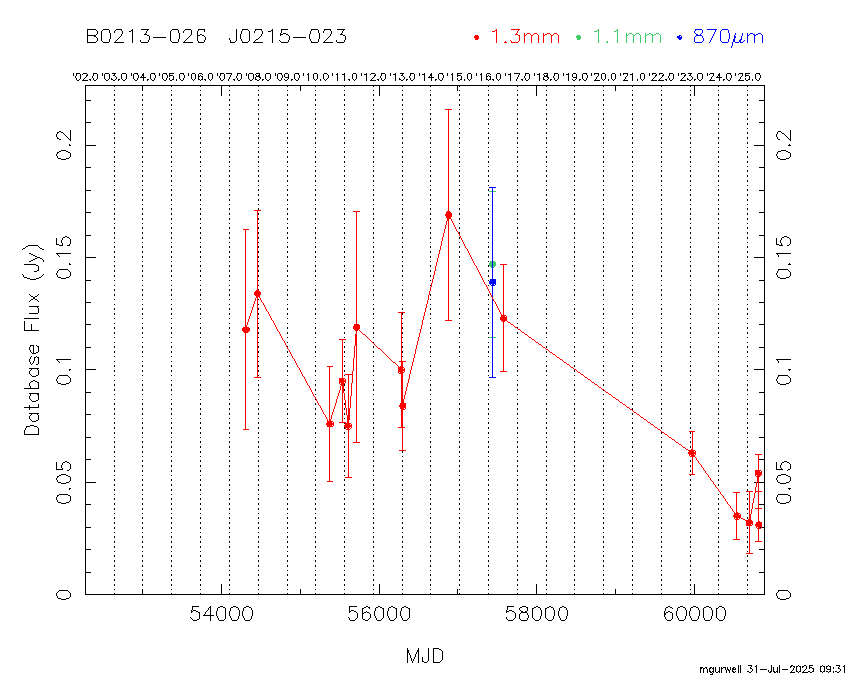 B0213-026 J0215-023 1.3mm 1.1mm 870μm
'02.0 '03.0 '04.0 '05.0 '06.0 '07.0 '08.0 '09.0 '10.0 '11.0 '12.0 '13.0 '14.0 '15.0 '16.0 '17.0 '18.0 '19.0 '20.0 '21.0 '22.0 '23.0 '24.0 '25.0
0.2 0.2
0.15 0.15
0.1 0.1
0.05 0.05
0 0
Database Flux (Jy)
54000 56000 58000 60000
MJD
mgurwell 31-Jul-2025 09:31